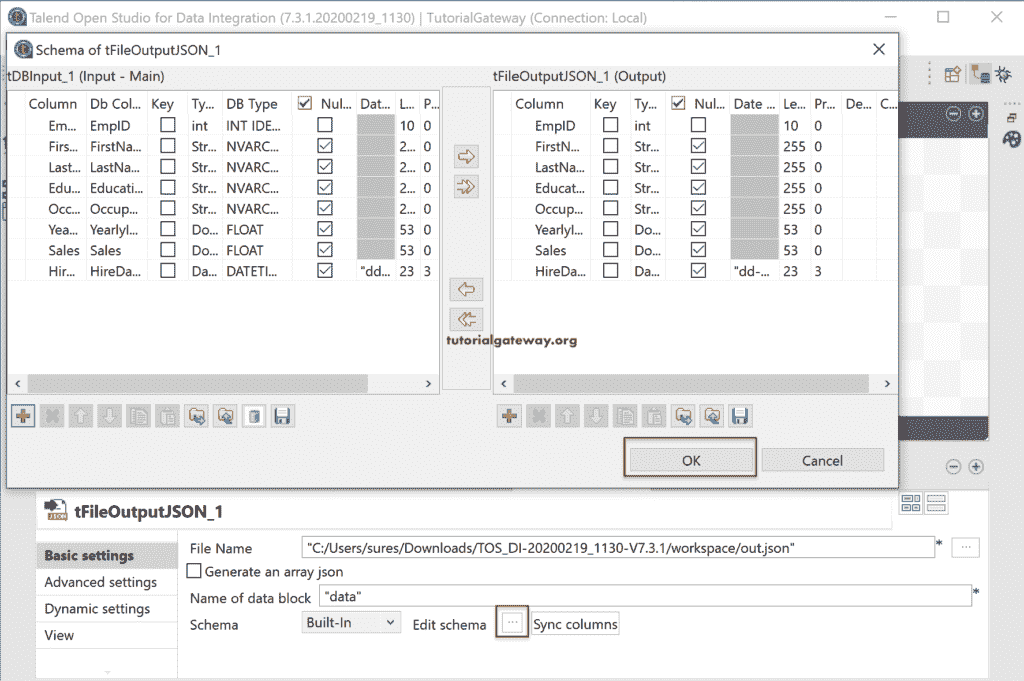 Talend Open Studio for Data Integration (7.3.1.20200219_1130) | TutorialGateway (Connection: Local)
Schema of tFileOutputJSON_1
tDBInput_1 (Input - Main)
Column Db Col... Key Ty... DB Type Nul... Dat... L... P...
Em... EmpID int INT IDE... 10 0
Firs... FirstNa... Str... NVARC... 2... 0
Last... LastNa... Str... NVARC... 2... 0
Edu... Educati... Str... NVARC... 2... 0
Occ... Occup... Str... NVARC... 2... 0
Yea... YearlyI... Do... FLOAT 53 0
Sales Sales Do... FLOAT 53 0
Hir... HireDa... Da... DATETI... "dd... 23 3
tFileOutputJSON_1 (Output)
Column Key Ty... Nul... Date ... Le... Pr... De... C...
EmpID int 10 0
FirstN... Str... 255 0
LastNa... Str... 255 0
Educat... Str... 255 0
Occup... Str... 255 0
YearlyI... Do... 53 0
Sales Do... 53 0
HireDa... Da... "dd-... 23 3
tutorialgateway.org
OK Cancel
JSON
tFileOutputJSON_1
Basic settings
Advanced settings
Dynamic settings
View
File Name "C:/Users/sures/Downloads/TOS_DI-20200219_1130-V7.3.1/workspace/out.json" * ...
Generate an array json
Name of data block "data" *
Schema Built-In Edit schema ... Sync columns